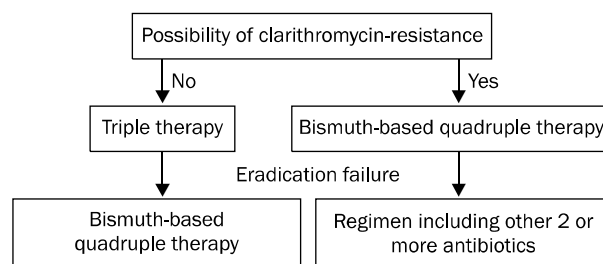 Possibility of clarithromycin-resistance
No
Yes
Triple therapy
Bismuth-based quadruple therapy
Eradication failure
Bismuth-based
quadruple therapy
Regimen including other 2 or
more antibiotics